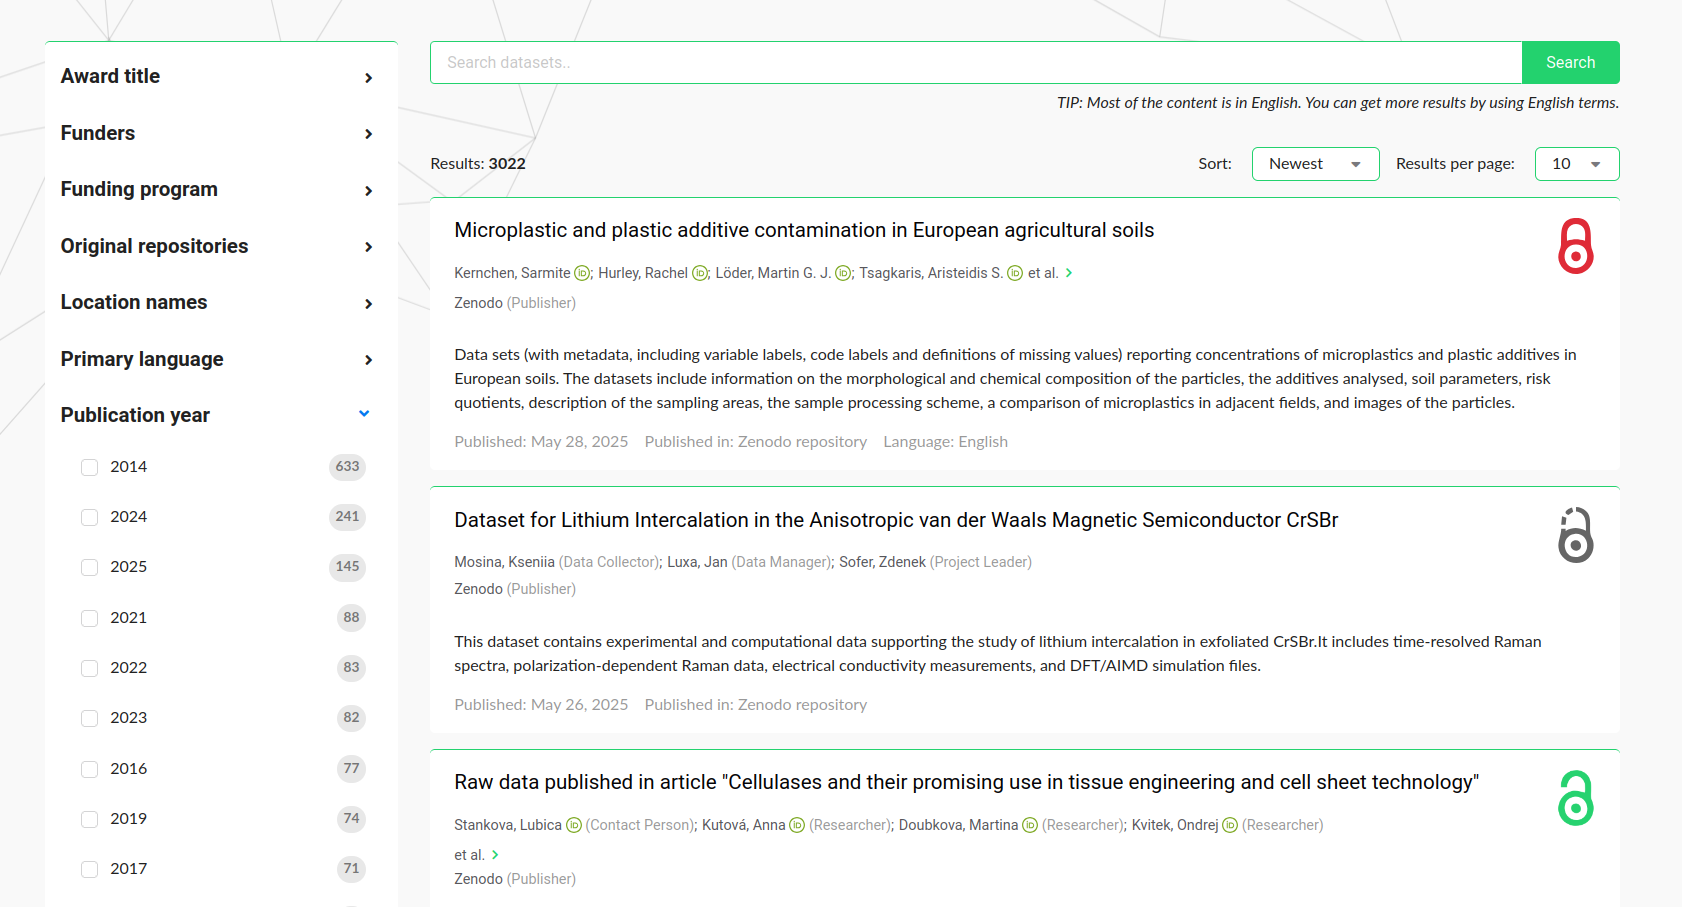 Award title
Funders
Funding program
Original repositories
Location names
Primary language
Publication year
2014 633
2024 241
2025 145
2021 88
2022 83
2023 82
2016 77
2019 74
2017 71
Search datasets..
Search
TIP: Most of the content is in English. You can get more results by using English terms.
Results: 3022
Sort: Newest Results per page: 10
Microplastic and plastic additive contamination in European agricultural soils
Kernchen, Sarmite iD; Hurley, Rachel iD; Löder, Martin G. J. iD; Tsagkaris, Aristeidis S. iD et al.
Zenodo (Publisher)
Data sets (with metadata, including variable labels, code labels and definitions of missing values) reporting concentrations of microplastics and plastic additives in
European soils. The datasets include information on the morphological and chemical composition of the particles, the additives analysed, soil parameters, risk
quotients, description of the sampling areas, the sample processing scheme, a comparison of microplastics in adjacent fields, and images of the particles.
Published: May 28, 2025 Published in: Zenodo repository Language: English
Dataset for Lithium Intercalation in the Anisotropic van der Waals Magnetic Semiconductor CrSBr
Mosina, Kseniia (Data Collector); Luxa, Jan (Data Manager); Sofer, Zdenek (Project Leader)
Zenodo (Publisher)
This dataset contains experimental and computational data supporting the study of lithium intercalation in exfoliated CrSBr.It includes time-resolved Raman
spectra, polarization-dependent Raman data, electrical conductivity measurements, and DFT/AIMD simulation files.
Published: May 26, 2025 Published in: Zenodo repository
Raw data published in article "Cellulases and their promising use in tissue engineering and cell sheet technology"
Stankova, Lubica iD (Contact Person); Kutová, Anna iD (Researcher); Doubkova, Martina iD (Researcher); Kvitek, Ondrej iD (Researcher)
et al.
Zenodo (Publisher)